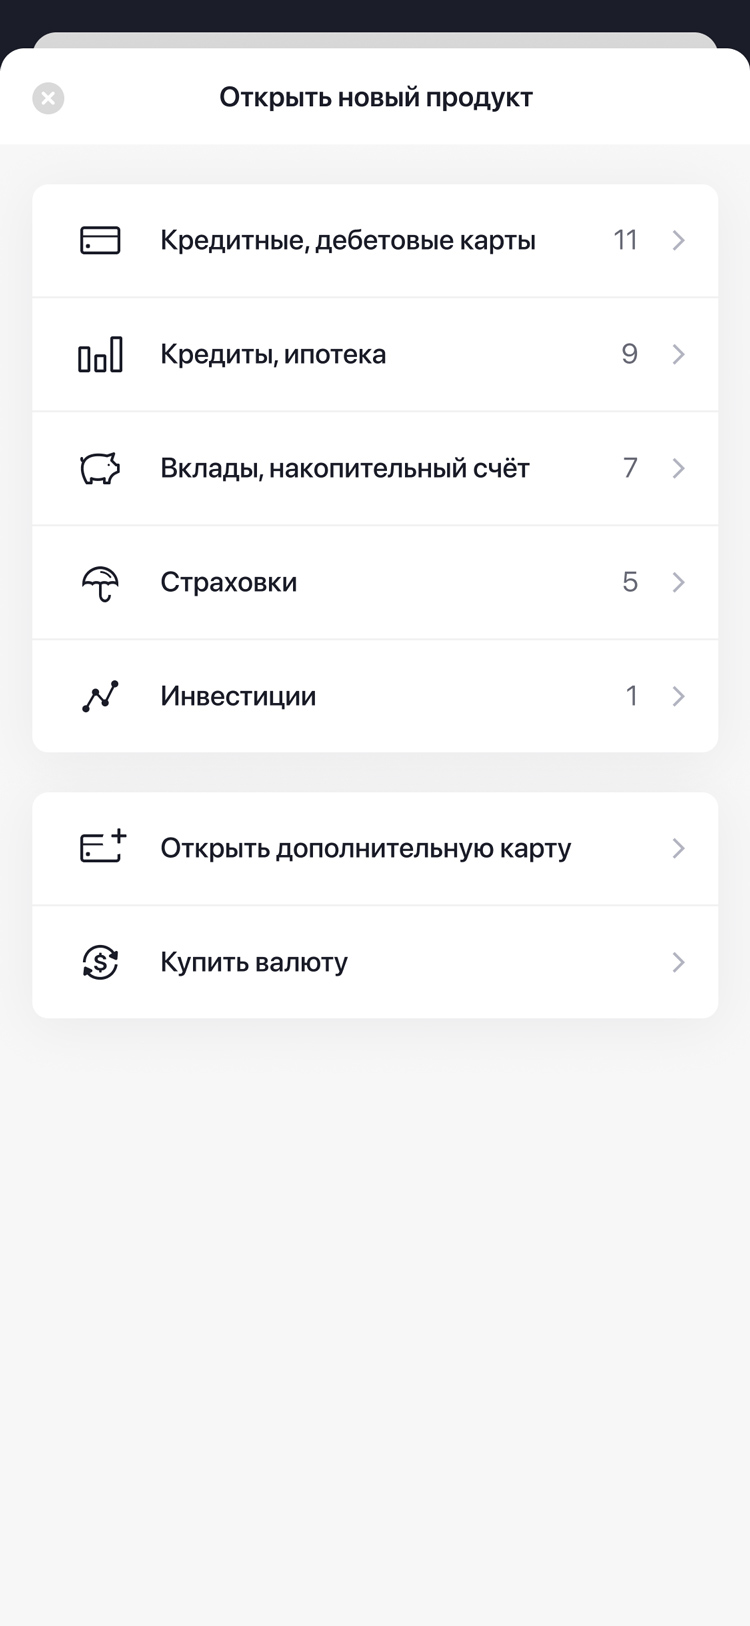 Открыть новый продукт
Кредитные, дебетовые карты 11
Кредиты, ипотека 9
Вклады, накопительный счёт 7
Страховки 5
Инвестиции 1
Открыть дополнительную карту
$ Купить валюту